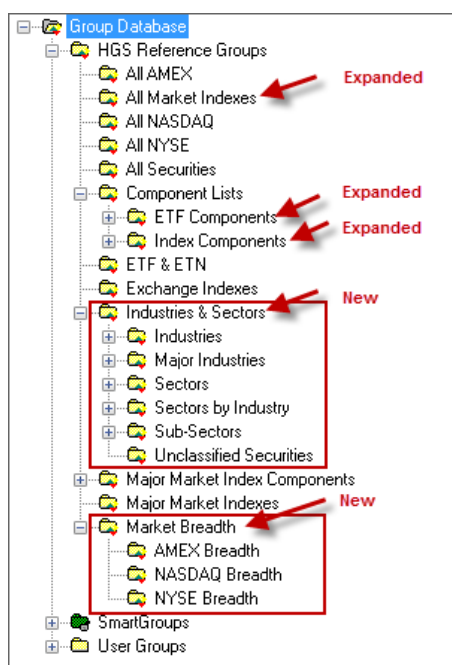 Group Database
HGS Reference Groups
All AMEX
Expanded
All Market Indexes
All NASDAQ
All NYSE
All Securities
Component Lists
Expanded
ETF Components
Expanded
Index Components
ETF & ETN
Exchange Indexes
New
Industries & Sectors
Industries
Major Industries
Sectors
Sectors by Industry
Sub-Sectors
Unclassified Securities
Major Market Index Components
Major Market Indexes
New
Market Breadth
AMEX Breadth
NASDAQ Breadth
NYSE Breadth
SmartGroups
User Groups